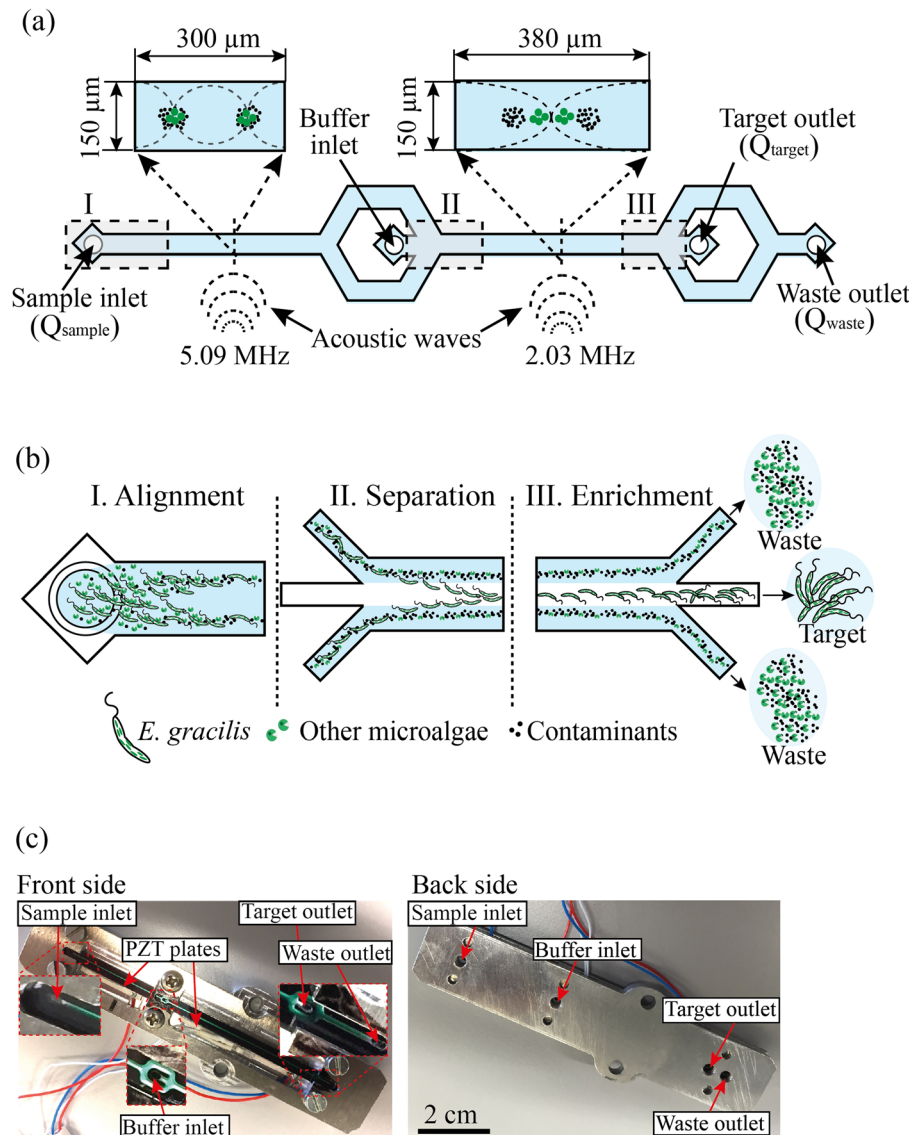 (a)
300 µm
380 µm
150 µm
150 µm
Buffer
inlet
Target outlet
(Qtarget)
I
II
III
Sample inlet
(Qsample)
Acoustic waves
Waste outlet
(Qwaste)
5.09 MHz
2.03 MHz
(b)
I. Alignment
II. Separation
III. Enrichment
Waste
Target
Waste
E. gracilis
Other microalgae
Contaminants
(c)
Front side
Sample inlet
PZT plates
Target outlet
Waste outlet
Buffer inlet
Back side
Sample inlet
Buffer inlet
Target outlet
Waste outlet
2 cm